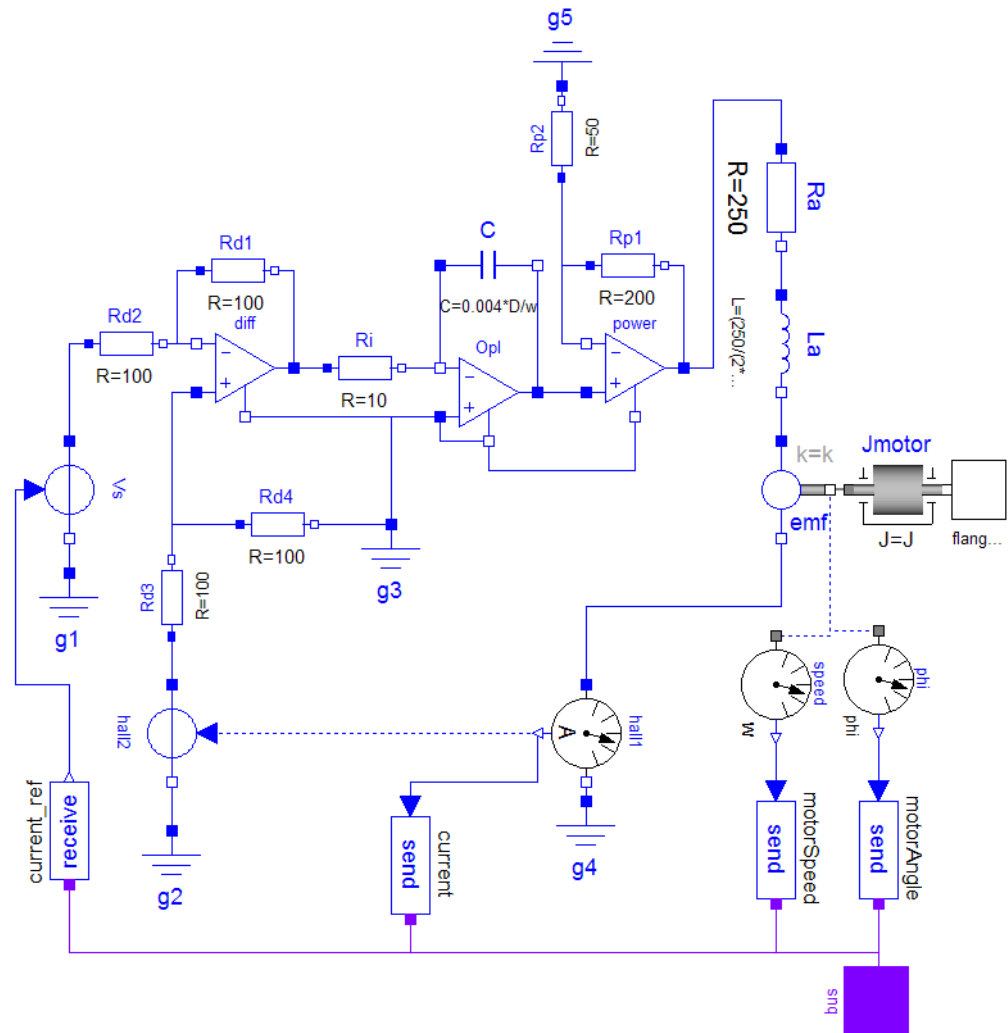 g5
Rp2
R=50
R=250
Ra
C
C=0.004*D/w
Rd1
R=100
diff
Rp1
R=200
power
L=(250/(2*...
La
Rd2
R=100
−
+
Ri
R=10
OpI
−
+
−
+
Vs
k=k
Jmotor
emf
J=J
flang...
Rd4
R=100
g3
Rd3
R=100
g1
speed
w
phi
phi
hall2
A
hall1
current_ref
receive
g2
send
current
g4
send
motorSpeed
send
motorAngle
bus